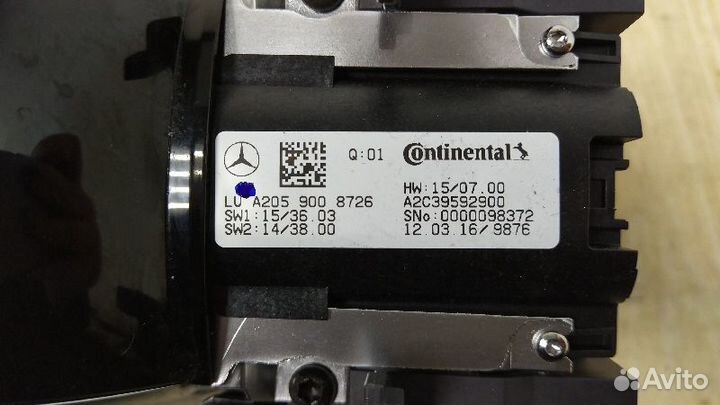 Q:01 Continental
HW:15/07.00
LU A205 900 8726 A2C39592900
SW1:15/36.03 SNo:0000098372
SW2:14/38.00 12.03.16/9876
Avito